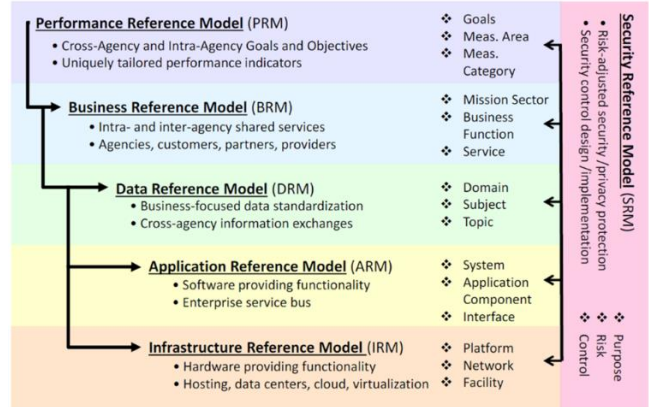 Performance Reference Model (PRM)
• Cross-Agency and Intra-Agency Goals and Objectives
• Uniquely tailored performance indicators
❖ Goals
❖ Meas. Area
❖ Meas.
Category
Business Reference Model (BRM)
• Intra- and inter-agency shared services
• Agencies, customers, partners, providers
❖ Mission Sector
❖ Business
Function
❖ Service
Data Reference Model (DRM)
• Business-focused data standardization
• Cross-agency information exchanges
❖ Domain
❖ Subject
❖ Topic
Application Reference Model (ARM)
• Software providing functionality
• Enterprise service bus
❖ System
❖ Application
Component
❖ Interface
Infrastructure Reference Model (IRM)
• Hardware providing functionality
• Hosting, data centers, cloud, virtualization
❖ Platform
❖ Network
❖ Facility
Security Reference Model (SRM)
• Risk-adjusted security /privacy protection
• Security control design /implementation
❖ Purpose
❖ Risk
❖ Control